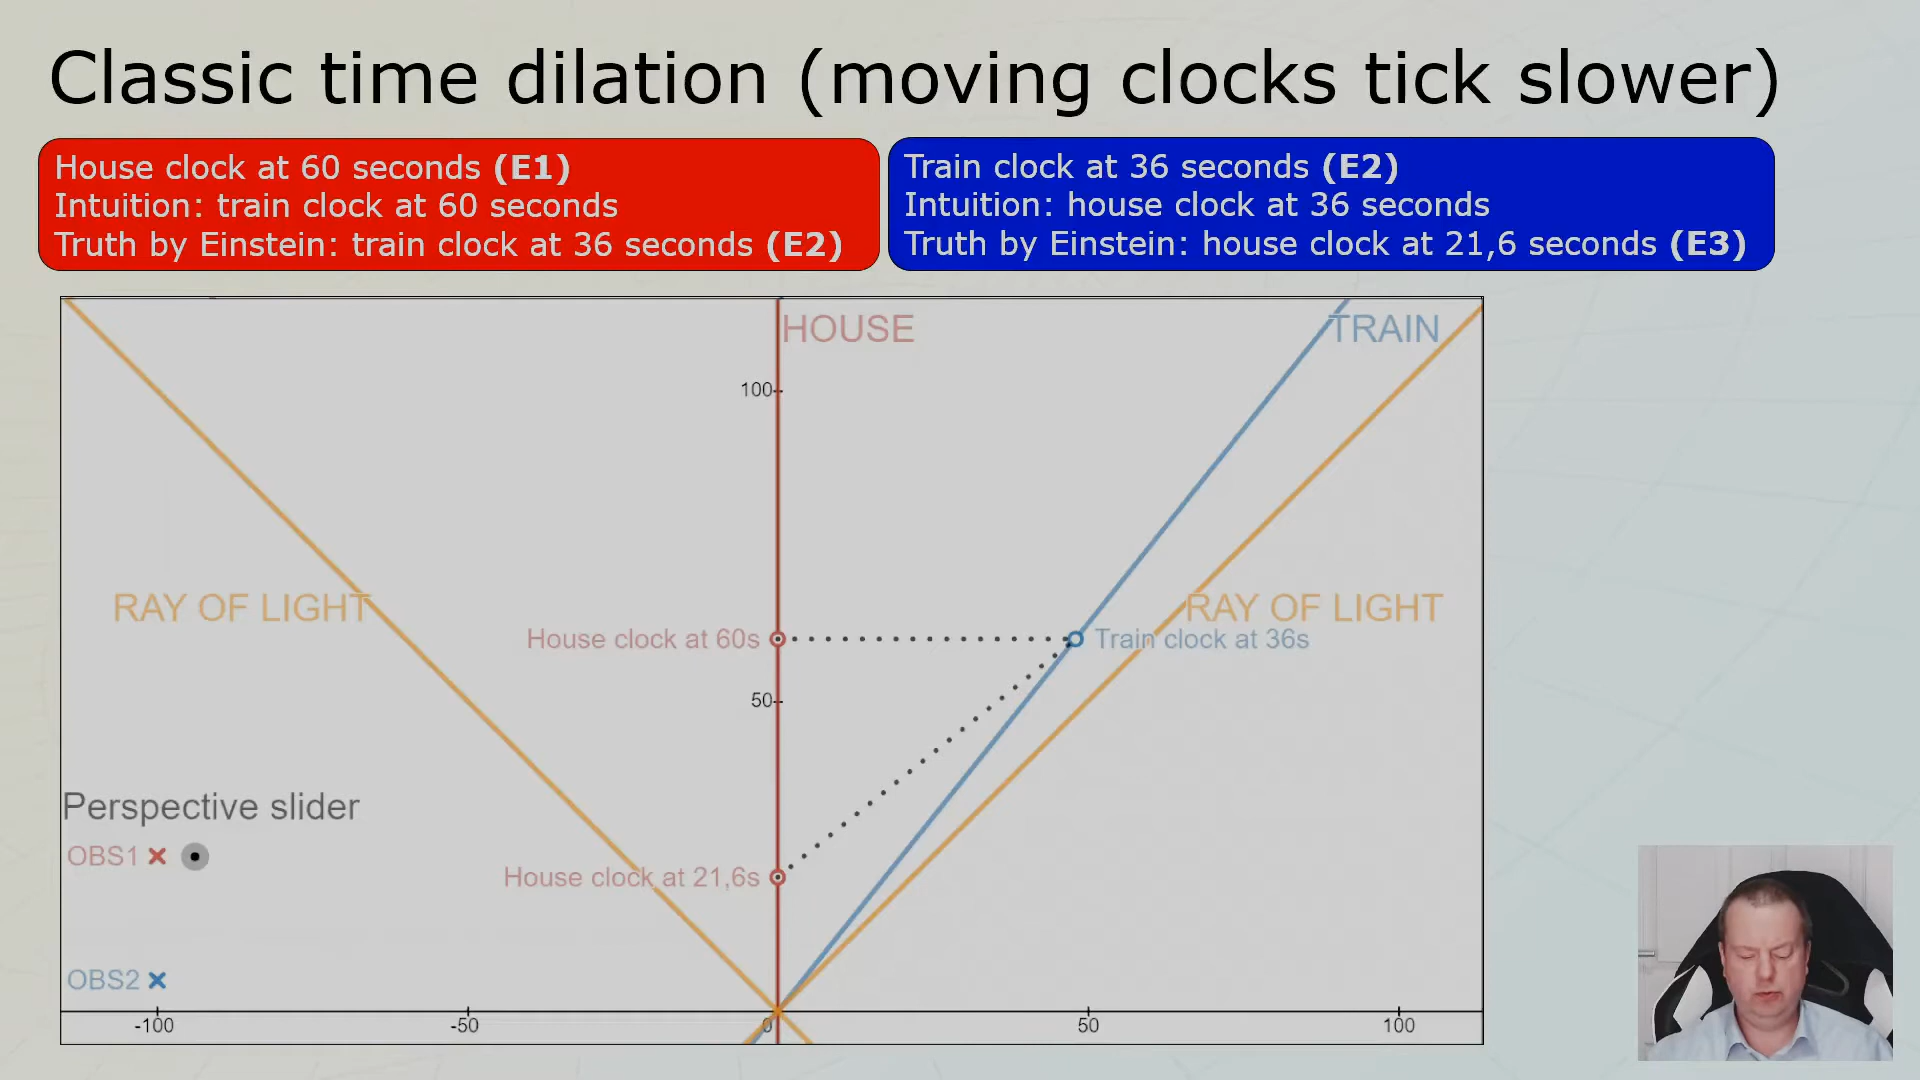 Classic time dilation (moving clocks tick slower)
House clock at 60 seconds (E1)
Intuition: train clock at 60 seconds
Truth by Einstein: train clock at 36 seconds (E2)
Train clock at 36 seconds (E2)
Intuition: house clock at 36 seconds
Truth by Einstein: house clock at 21,6 seconds (E3)
HOUSE
TRAIN
100
RAY OF LIGHT
RAY OF LIGHT
House clock at 60s
Train clock at 36s
50
Perspective slider
OBS1
House clock at 21,6s
OBS2
-100
-50
0
50
100